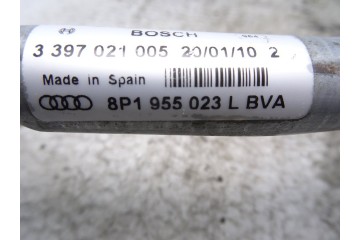 BOSCH
3 397 021 005 20/01/10 2
Made in Spain
8P1 955 023 L BVA